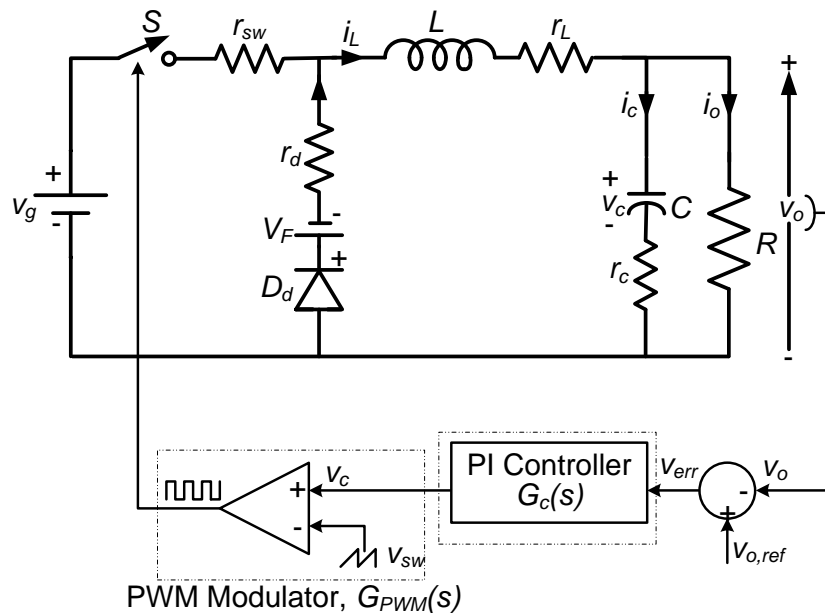 S
r_sw
i_L
L
r_L
+
i_c
i_o
r_d
+
v_g
-
V_F
-
+
D_d
+
v_c
-
C
r_c
R
v_o
-
PI Controller
G_c(s)
v_c
+
-
v_sw
v_err
-
+
v_o
v_o,ref
PWM Modulator, G_PWM(s)